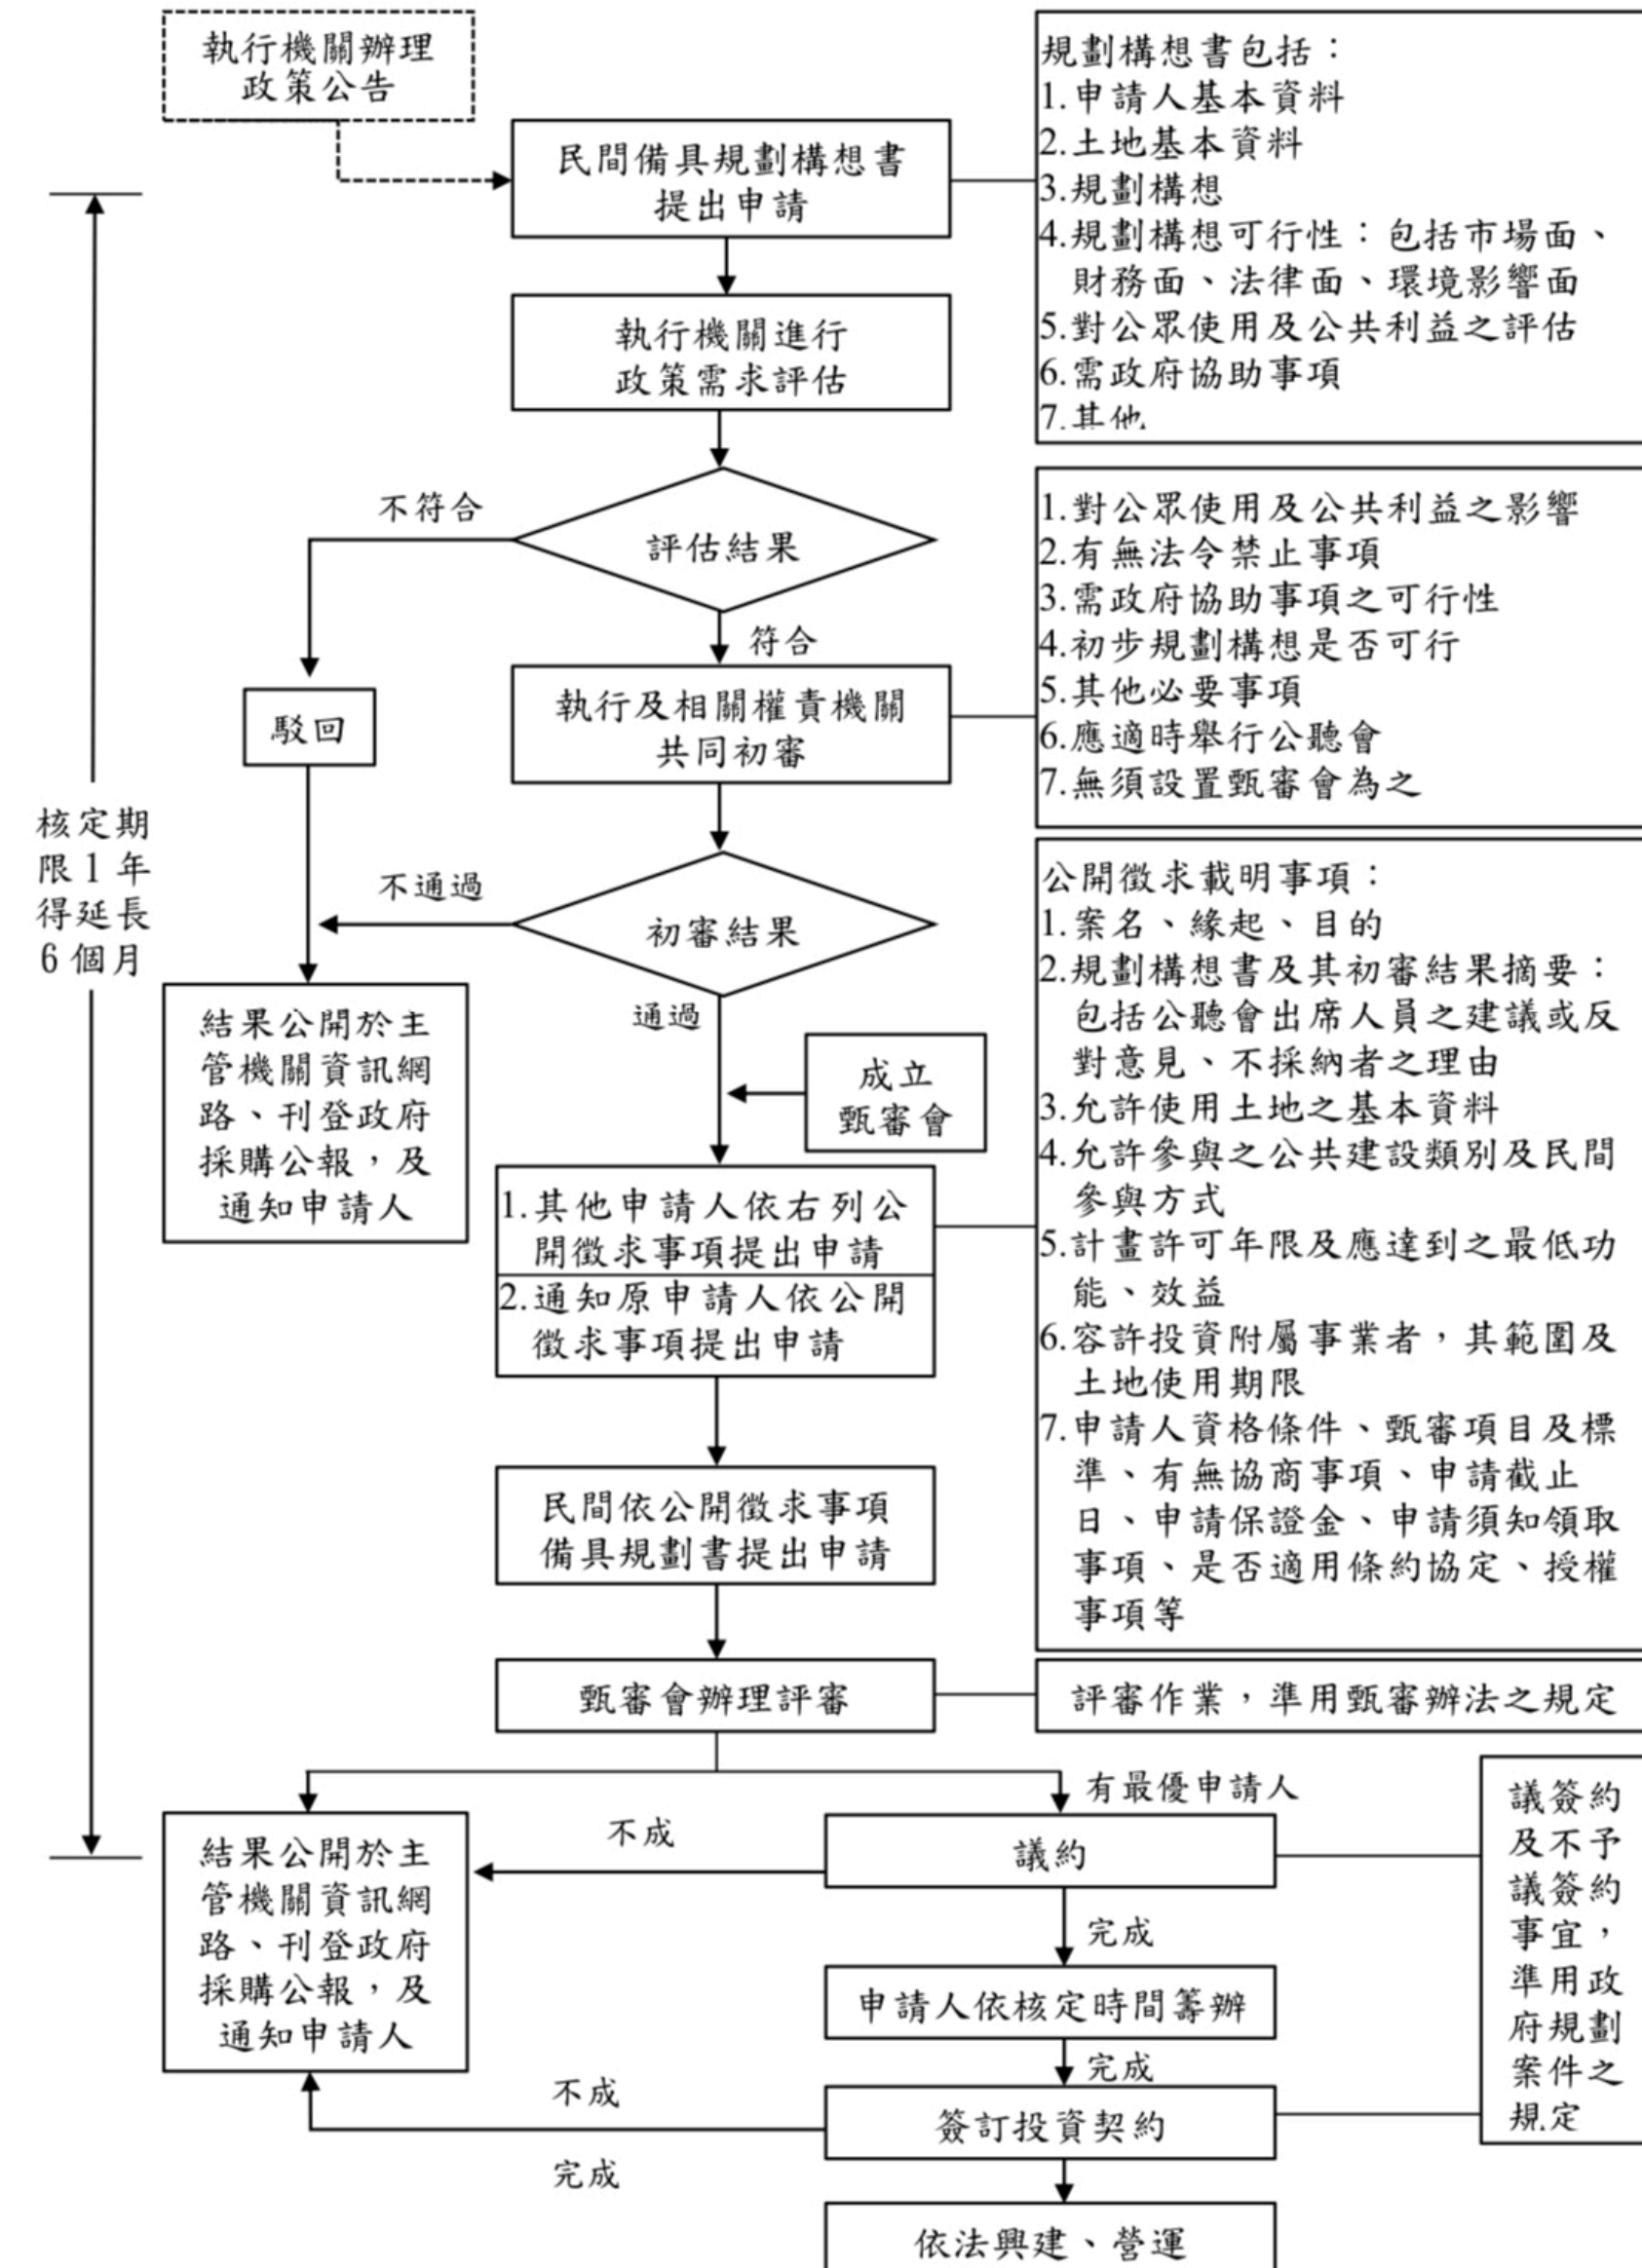 執行機關辦理
政策公告
民間備具規劃構想書
提出申請
規劃構想書包括：
1.申請人基本資料
2.土地基本資料
3.規劃構想
4.規劃構想可行性：包括市場面、
財務面、法律面、環境影響面
5.對公眾使用及公共利益之評估
6.需政府協助事項
7.其他
執行機關進行
政策需求評估
評估結果
不符合
符合
駁回
執行及相關權責機關
共同初審
1.對公眾使用及公共利益之影響
2.有無法令禁止事項
3.需政府協助事項之可行性
4.初步規劃構想是否可行
5.其他必要事項
6.應適時舉行公聽會
7.無須設置甄審會為之
核定期
限1年
得延長
6個月
初審結果
不通過
通過
結果公開於主
管機關資訊網
路、刊登政府
採購公報，及
通知申請人
成立
甄審會
1.其他申請人依右列公
開徵求事項提出申請
2.通知原申請人依公開
徵求事項提出申請
公開徵求載明事項：
1.案名、緣起、目的
2.規劃構想書及其初審結果摘要：
包括公聽會出席人員之建議或反
對意見、不採納者之理由
3.允許使用土地之基本資料
4.允許參與之公共建設類別及民間
參與方式
5.計畫許可年限及應達到之最低功
能、效益
6.容許投資附屬事業者，其範圍及
土地使用期限
7.申請人資格條件、甄審項目及標
準、有無協商事項、申請截止
日、申請保證金、申請須知領取
事項、是否適用條約協定、授權
事項等
民間依公開徵求事項
備具規劃書提出申請
甄審會辦理評審
評審作業，準用甄審辦法之規定
有最優申請人
議約
不成
完成
結果公開於主
管機關資訊網
路、刊登政府
採購公報，及
通知申請人
申請人依核定時間籌辦
完成
簽訂投資契約
不成
完成
議簽約
及不予
議簽約
事宜，
準用政
府規劃
案件之
規定
依法興建、營運